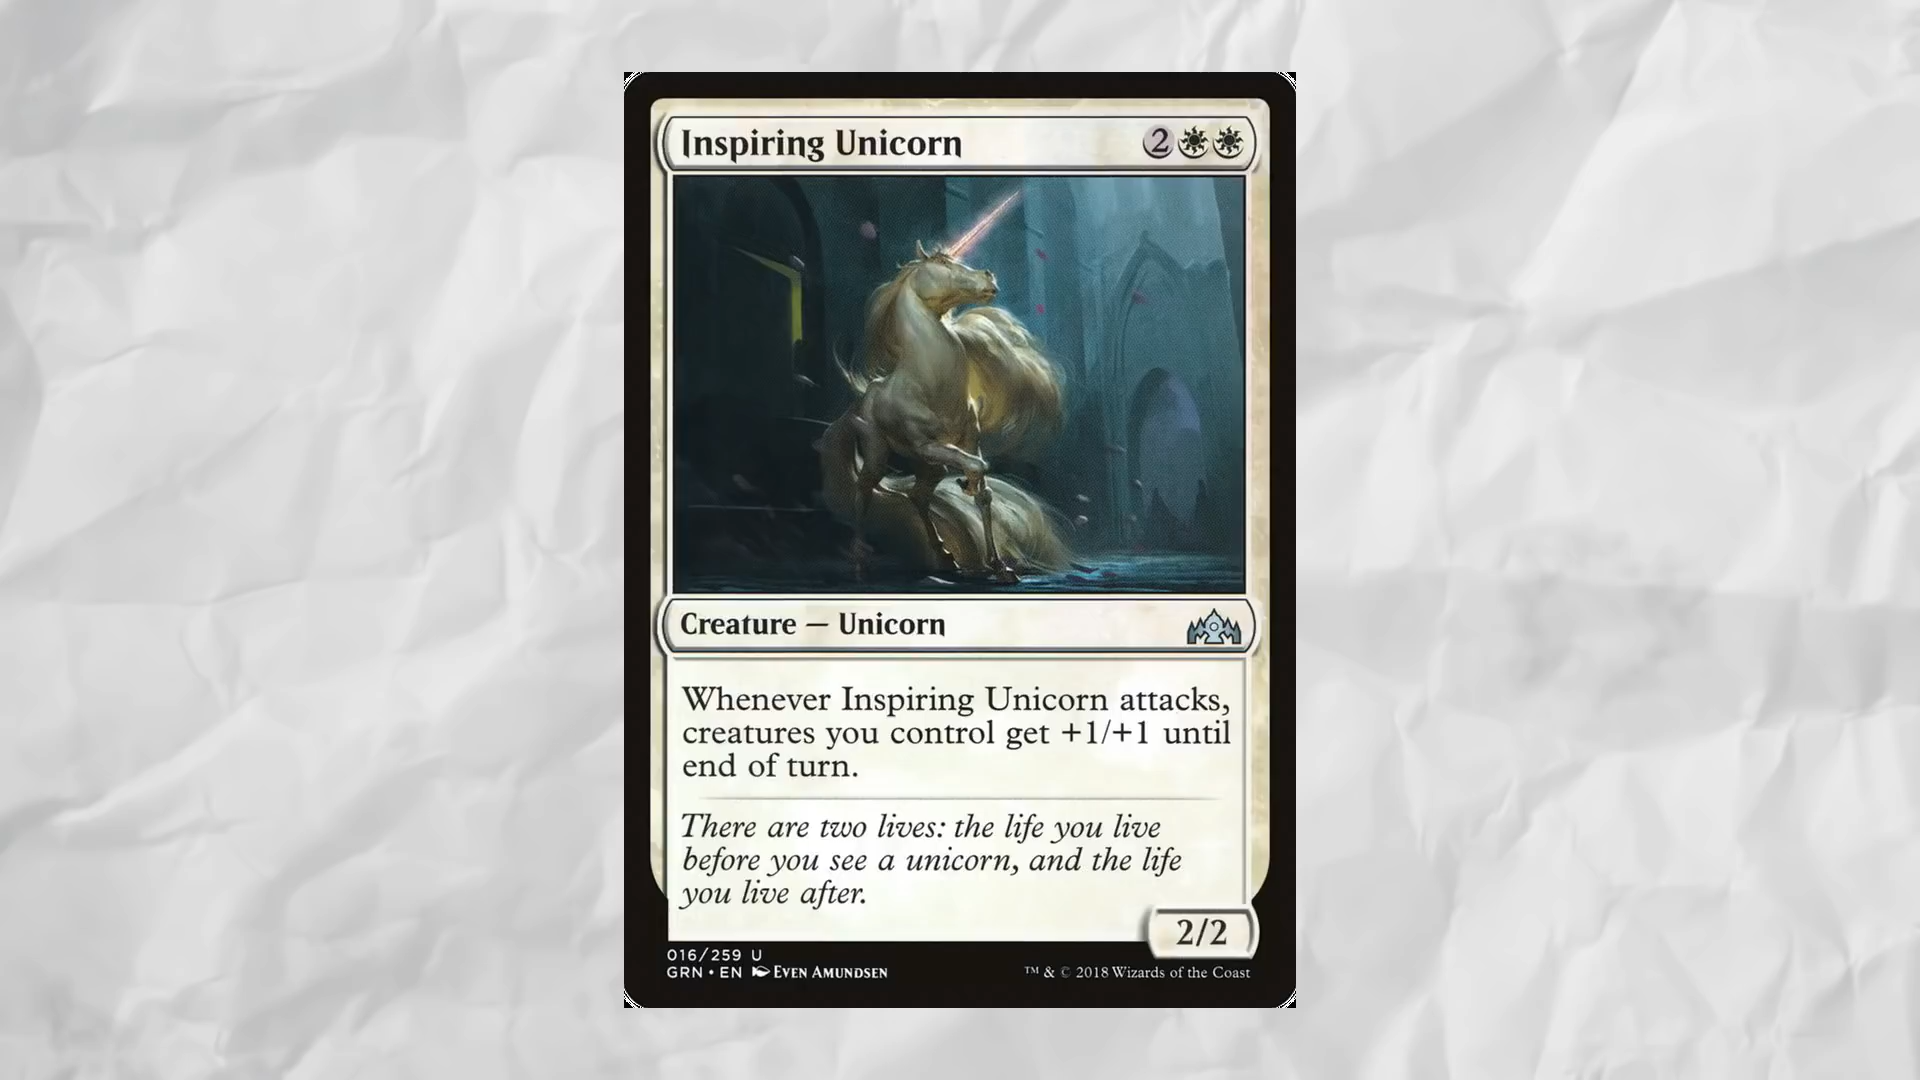 Inspiring Unicorn 2
Creature — Unicorn
Whenever Inspiring Unicorn attacks,
creatures you control get +1/+1 until
end of turn.
There are two lives: the life you live
before you see a unicorn, and the life
you live after.
2/2
016/259 U
GRN • EN Even Amundsen
™ & © 2018 Wizards of the Coast